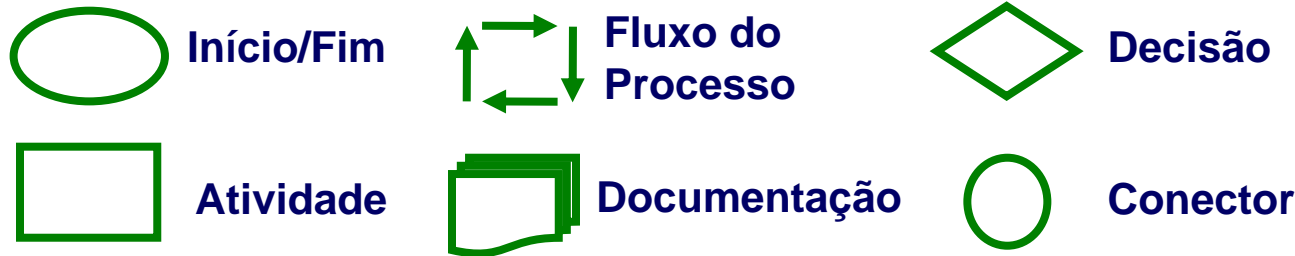 Início/Fim
Fluxo do
Processo
Decisão
Atividade
Documentação
Conector